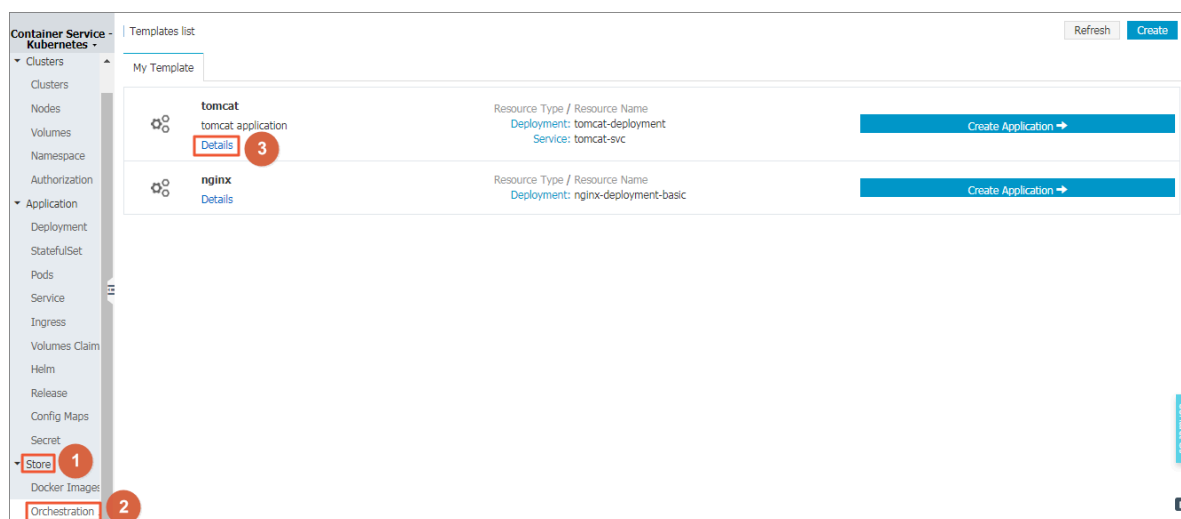 Container Service -
Kubernetes
Clusters
Clusters
Nodes
Volumes
Namespace
Authorization
Application
Deployment
StatefulSet
Pods
Service
Ingress
Volumes Claim
Helm
Release
Config Maps
Secret
Store 1
Docker Images
Orchestration 2
Templates list
Refresh Create
My Template
tomcat
tomcat application
Details 3
Resource Type / Resource Name
Deployment: tomcat-deployment
Service: tomcat-svc
Create Application
nginx
Details
Resource Type / Resource Name
Deployment: nginx-deployment-basic
Create Application